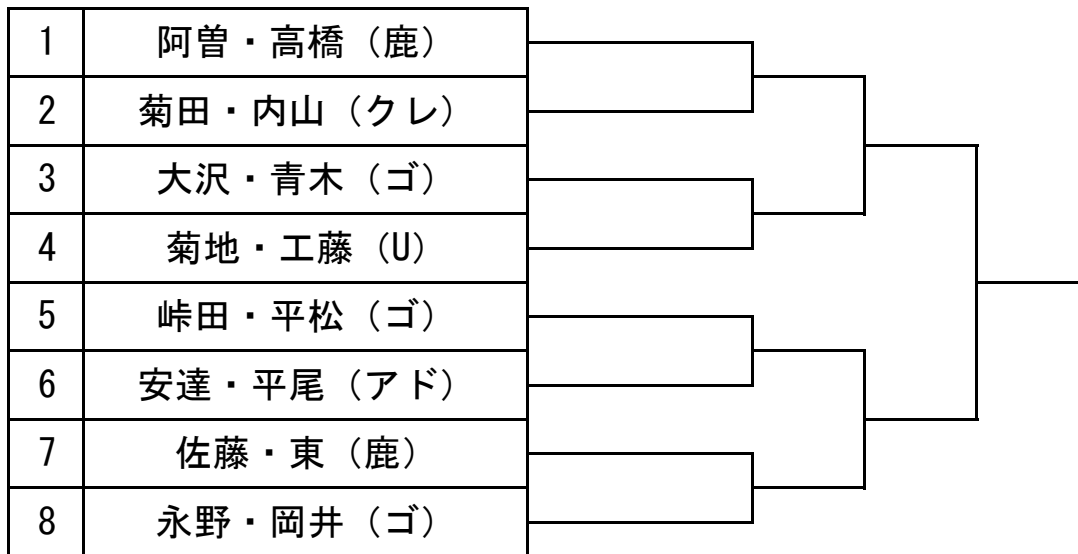 1 阿曽・高橋（鹿）
2 菊田・内山（クレ）
3 大沢・青木（ゴ）
4 菊地・工藤（U）
5 峠田・平松（ゴ）
6 安達・平尾（アド）
7 佐藤・東（鹿）
8 永野・岡井（ゴ）